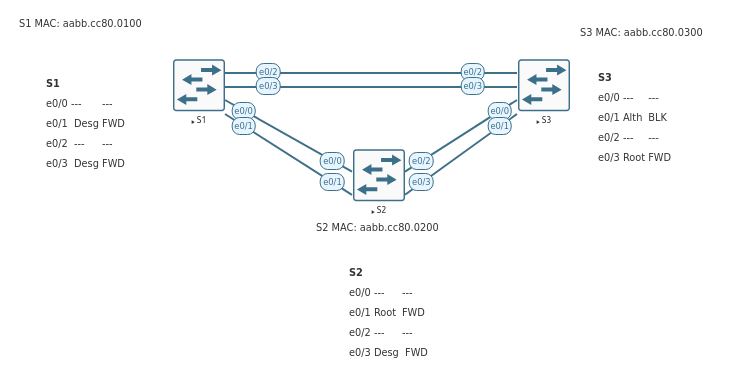 S1 MAC: aabb.cc80.0100
S3 MAC: aabb.cc80.0300
e0/2
e0/2
e0/3
e0/3
S1
e0/0 --- ---
e0/1 Desg FWD
e0/2 --- ---
e0/3 Desg FWD
S3
e0/0 --- ---
e0/1 Alth BLK
e0/2 --- ---
e0/3 Root FWD
e0/0
e0/0
S1
e0/1
e0/1
S3
e0/0
e0/2
e0/1
e0/3
S2
S2 MAC: aabb.cc80.0200
S2
e0/0 --- ---
e0/1 Root FWD
e0/2 --- ---
e0/3 Desg FWD